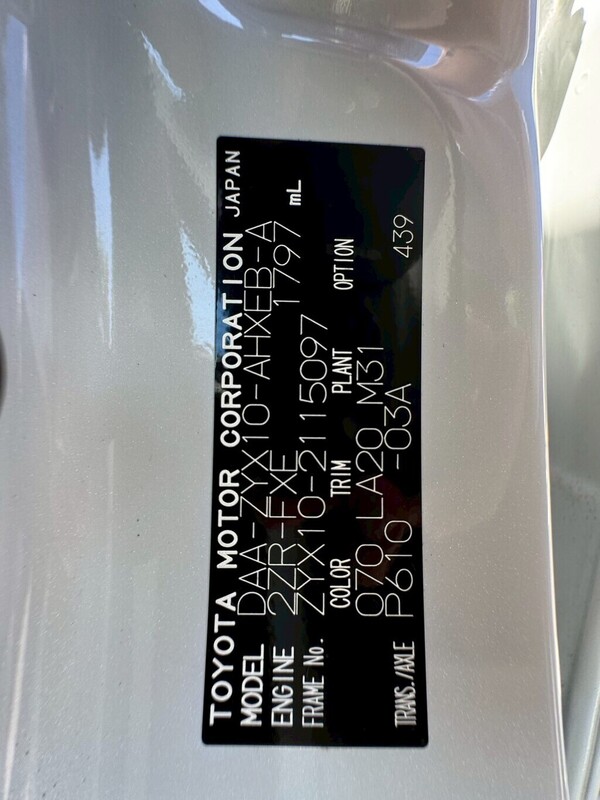 TOYOTA MOTOR CORPORATION JAPAN
MODEL DAA-ZYX10-AHXEB-A
ENGINE 2ZR-FXE 1797 mL
FRAME No. ZYX10-2115097
COLOR TRIM PLANT OPTION
070 LA20 M31
TRANS./AXLE P610 -03A 439